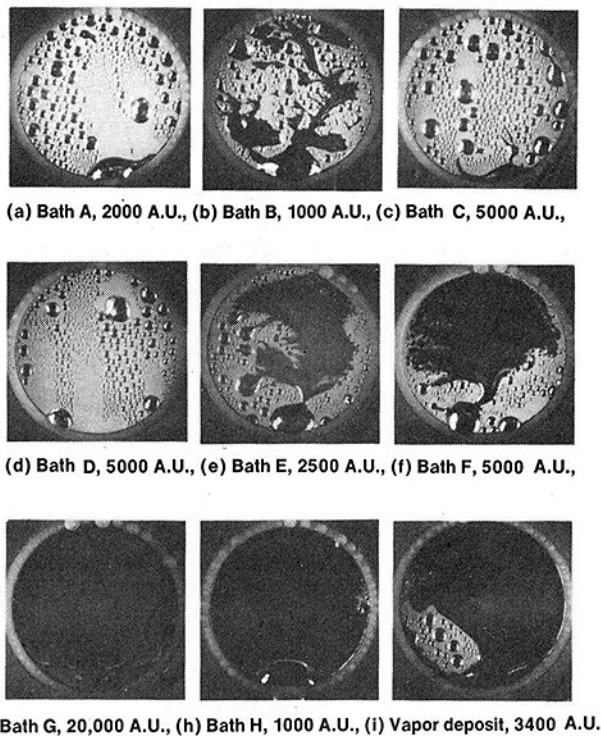 (a) Bath A, 2000 A.U., (b) Bath B, 1000 A.U., (c) Bath C, 5000 A.U.,
(d) Bath D, 5000 A.U., (e) Bath E, 2500 A.U., (f) Bath F, 5000 A.U.,
Bath G, 20,000 A.U., (h) Bath H, 1000 A.U., (i) Vapor deposit, 3400 A.U.